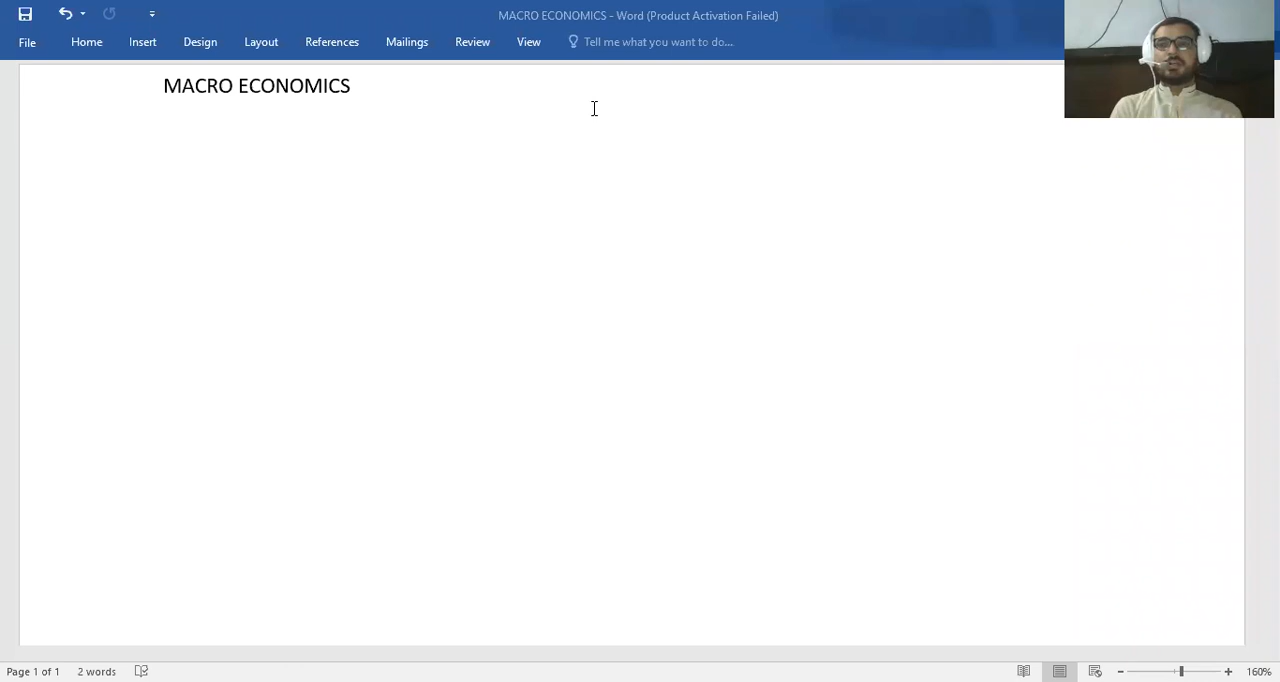 MACRO ECONOMICS - Word (Product Activation Failed)
File Home Insert Design Layout References Mailings Review View Tell me what you want to do...
MACRO ECONOMICS
Page 1 of 1 2 words 160%